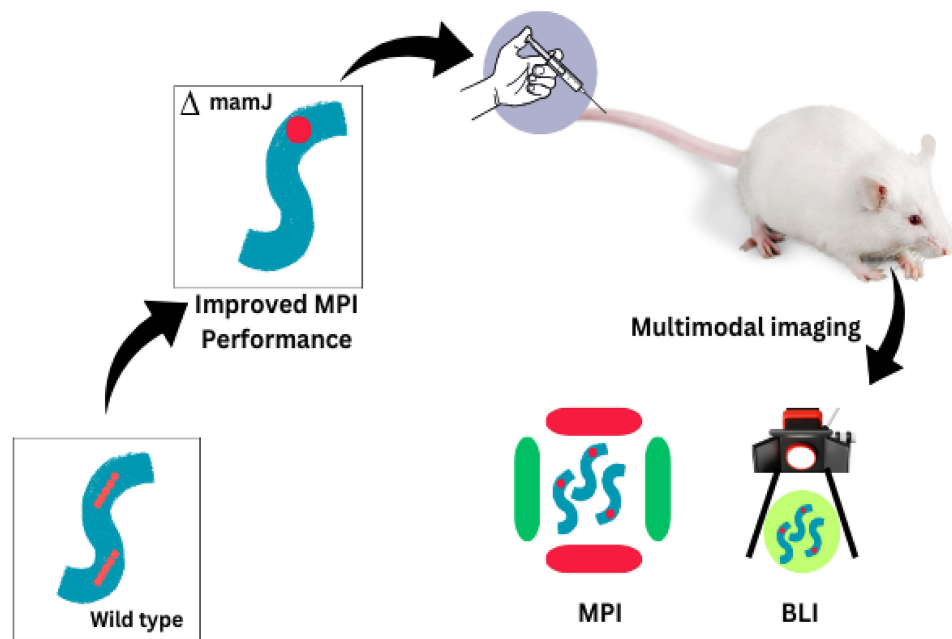 Δ mamJ
Improved MPI
Performance
Wild type
Multimodal imaging
MPI
BLI